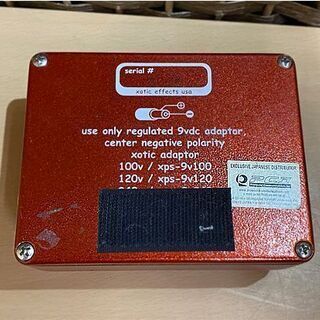 serial #
xotic effects usa
use only regulated 9vdc adaptor,
center negative polarity
xotic adaptor
100v / xps-9v100
120v / xps-9v120
EXCLUSIVE JAPANESE DISTRIBUTOR